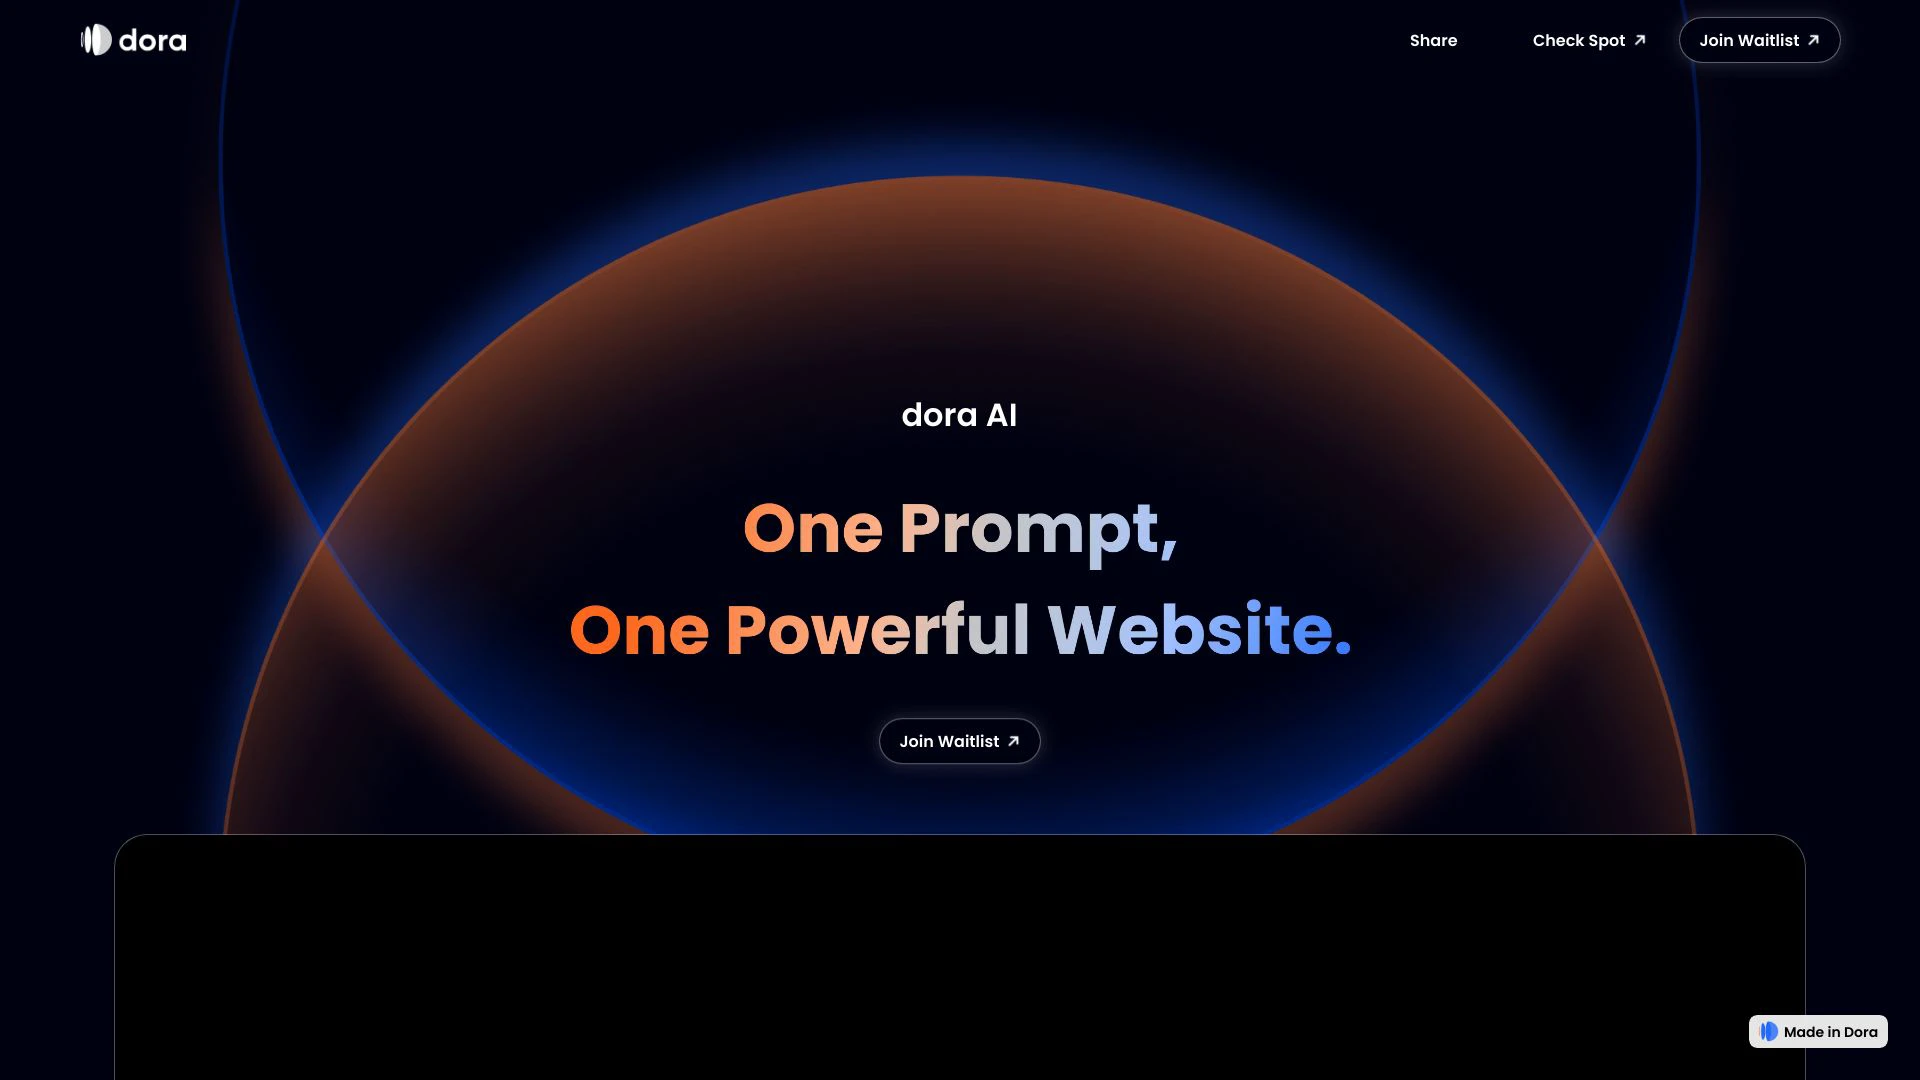 dora
Share
Check Spot
Join Waitlist
dora AI
One Prompt,
One Powerful Website.
Join Waitlist
Made in Dora